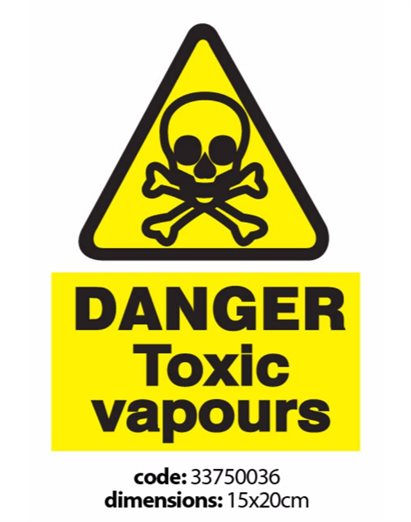 DANGER
Toxic
vapours
code: 33750036
dimensions: 15x20cm